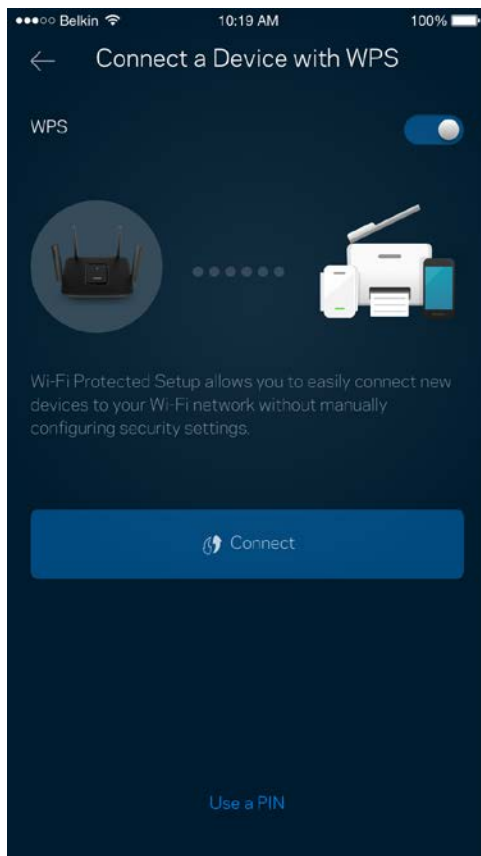 Belkin 10:19 AM 100%
Connect a Device with WPS
WPS
Wi-Fi Protected Setup allows you to easily connect new
devices to your Wi-Fi network without manually
configuring security settings.
Connect
Use a PIN